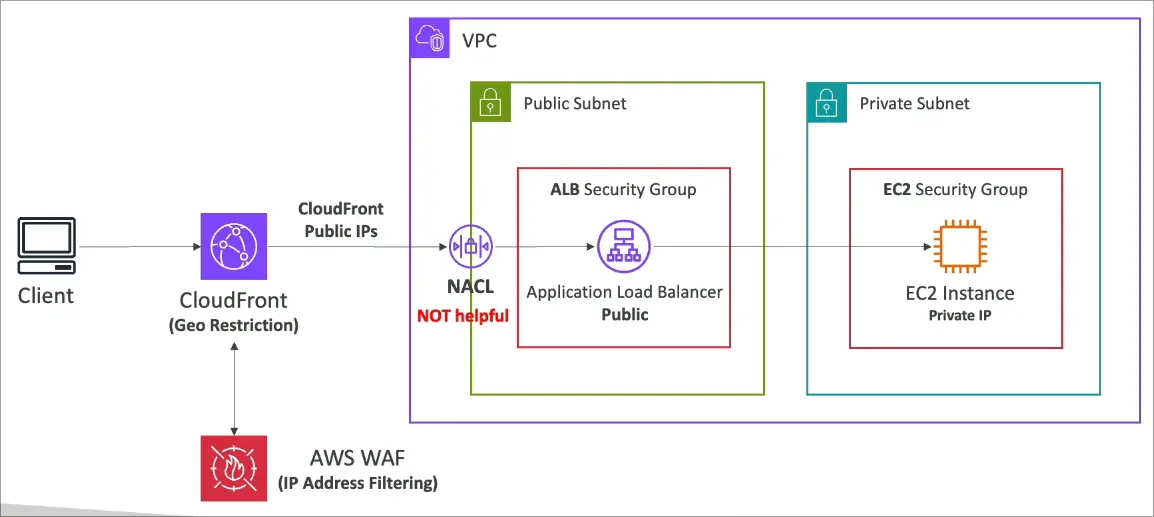 VPC
Public Subnet
Private Subnet
ALB Security Group
EC2 Security Group
CloudFront
Public IPs
Client
CloudFront
(Geo Restriction)
NACL
NOT helpful
Application Load Balancer
Public
EC2 Instance
Private IP
AWS WAF
(IP Address Filtering)